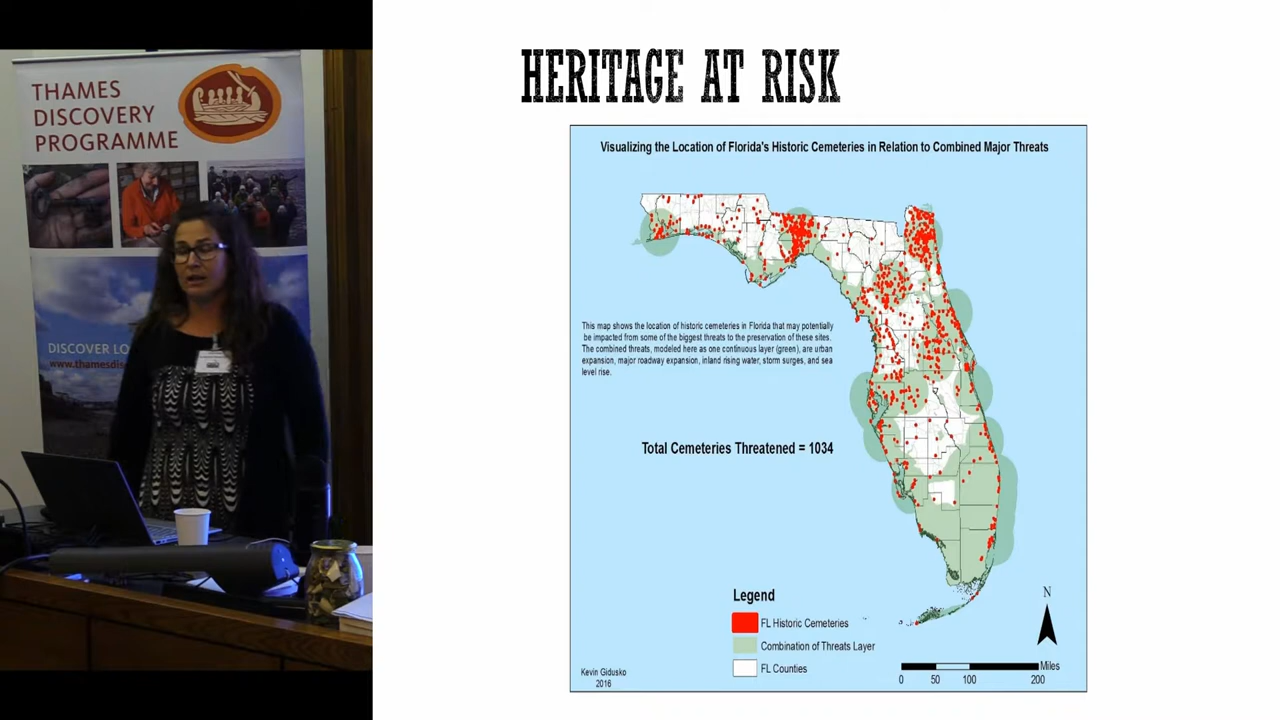 THAMES
DISCOVERY
PROGRAMME
DISCOVER LO
www.thamesdis
HERITAGE AT RISK
Visualizing the Location of Florida's Historic Cemeteries in Relation to Combined Major Threats
This map shows the location of historic cemeteries in Florida that may potentially
be impacted from some of the biggest threats to the preservation of these sites.
The combined threats, modeled here as one continuous layer (green), are urban
expansion, major roadway expansion, inland rising water, storm surges, and sea
level rise.
Total Cemeteries Threatened = 1034
Legend
FL Historic Cemeteries
Combination of Threats Layer
FL Counties
Kevin Gidusko
2016
N
Miles
0 50 100 200